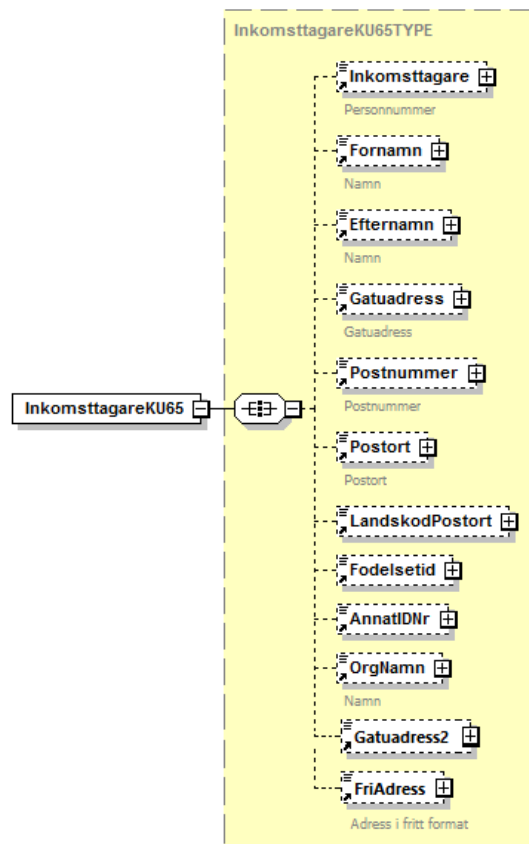 InkomsttagareKU65TYPE
Inkomsttagare
Personnummer
Fornamn
Namn
Efternamn
Namn
Gatuadress
Gatuadress
Postnummer
Postnummer
InkomsttagareKU65
Postort
Postort
LandskodPostort
Fodelsetid
AnnatIDNr
OrgNamn
Namn
Gatuadress2
FriAdress
Adress i fritt format